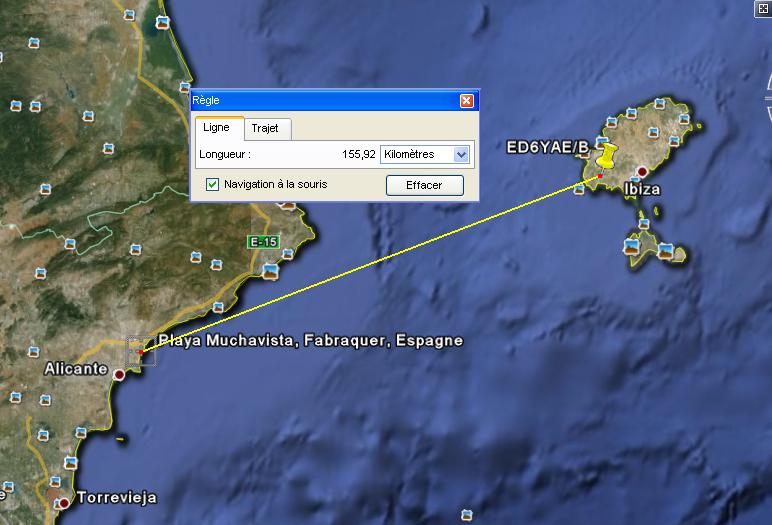 Règle
Ligne
Trajet
Longueur :
155,92
Kilomètres
Navigation à la souris
Effacer
ED6YAE/B
Ibiza
E-15
Playa Muchavista, Fabraquer, Espagne
Alicante
Torrevieja